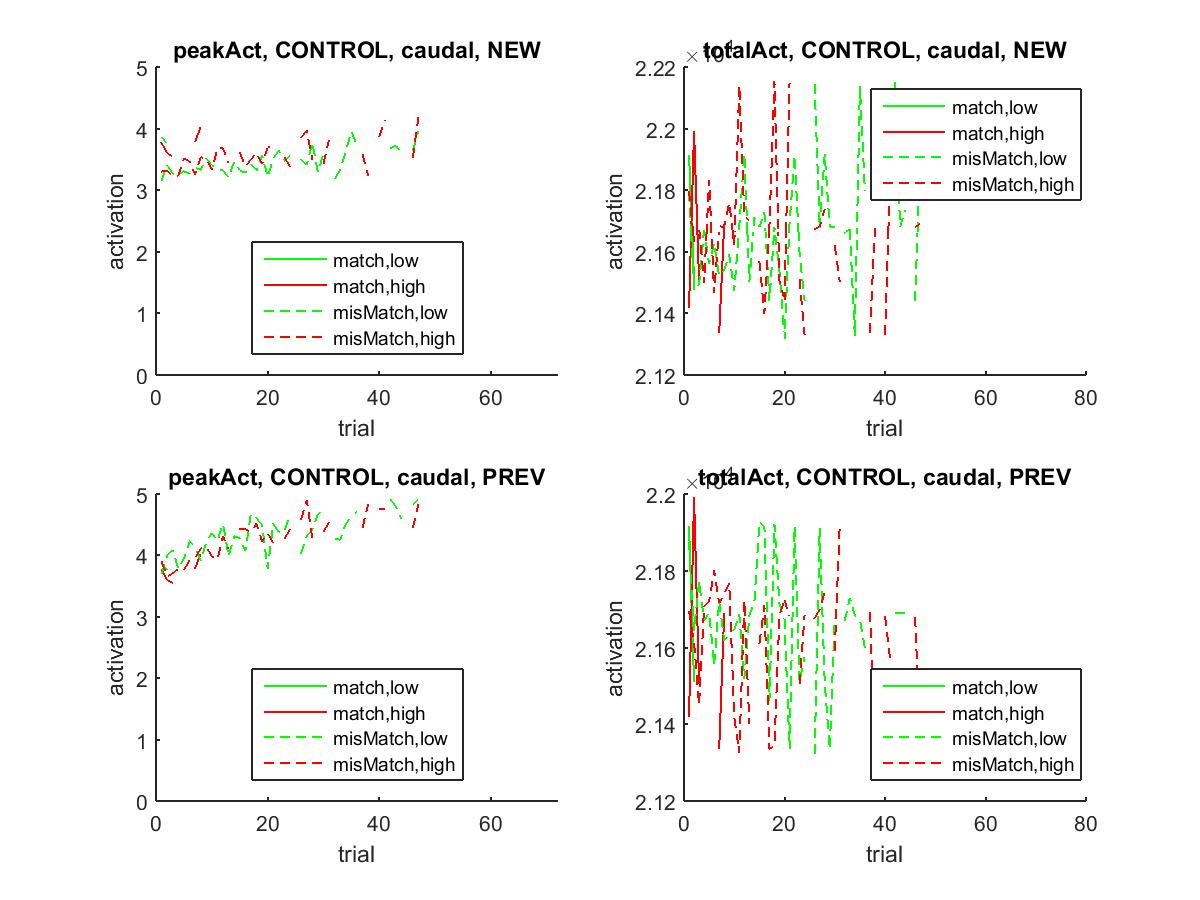 peakAct, CONTROL, caudal, NEW
5
4
3
2
1
0
activation
match,low
match,high
misMatch,low
misMatch,high
0 20 40 60
trial
totalAct, CONTROL, caudal, NEW
2.22
2.2
2.18
2.16
2.14
2.12
activation
match,low
match,high
misMatch,low
misMatch,high
0 20 40 60 80
trial
peakAct, CONTROL, caudal, PREV
5
4
3
2
1
0
activation
match,low
match,high
misMatch,low
misMatch,high
0 20 40 60
trial
totalAct, CONTROL, caudal, PREV
2.2
2.18
2.16
2.14
2.12
activation
match,low
match,high
misMatch,low
misMatch,high
0 20 40 60 80
trial